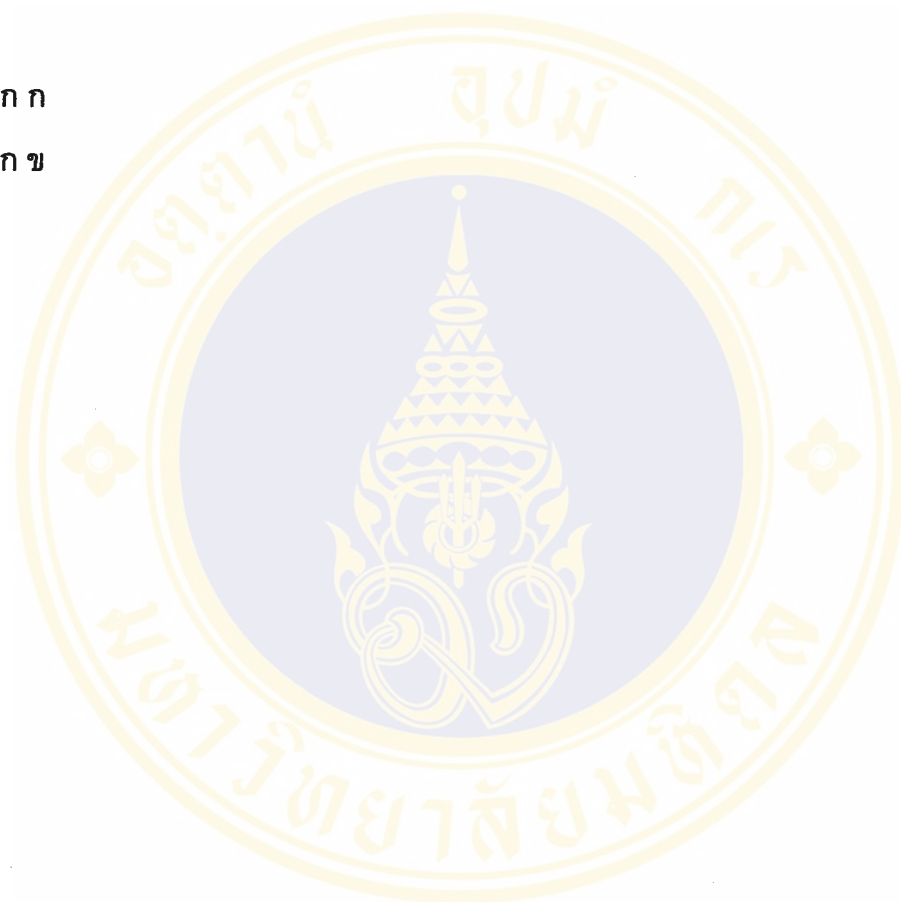 ก ก
ก ข
อตฺตานํ อุปมํ กเร
มหาวิทยาลัยมหิดล